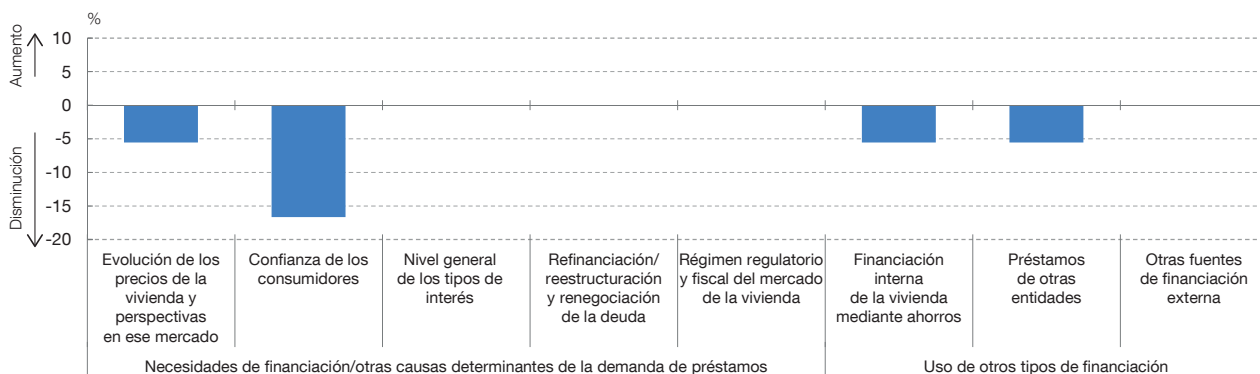 %
Aumento
Disminución
10
5
0
-5
-10
-15
-20
Evolución de los
precios de la
vivienda y
perspectivas
en ese mercado
Confianza de los
consumidores
Nivel general
de los tipos de
interés
Refinanciación/
reestructuración
y renegociación
de la deuda
Régimen regulatorio
y fiscal del mercado
de la vivienda
Financiación
interna
de la vivienda
mediante ahorros
Préstamos
de otras
entidades
Otras fuentes
de financiación
externa
Necesidades de financiación/otras causas determinantes de la demanda de préstamos
Uso de otros tipos de financiación